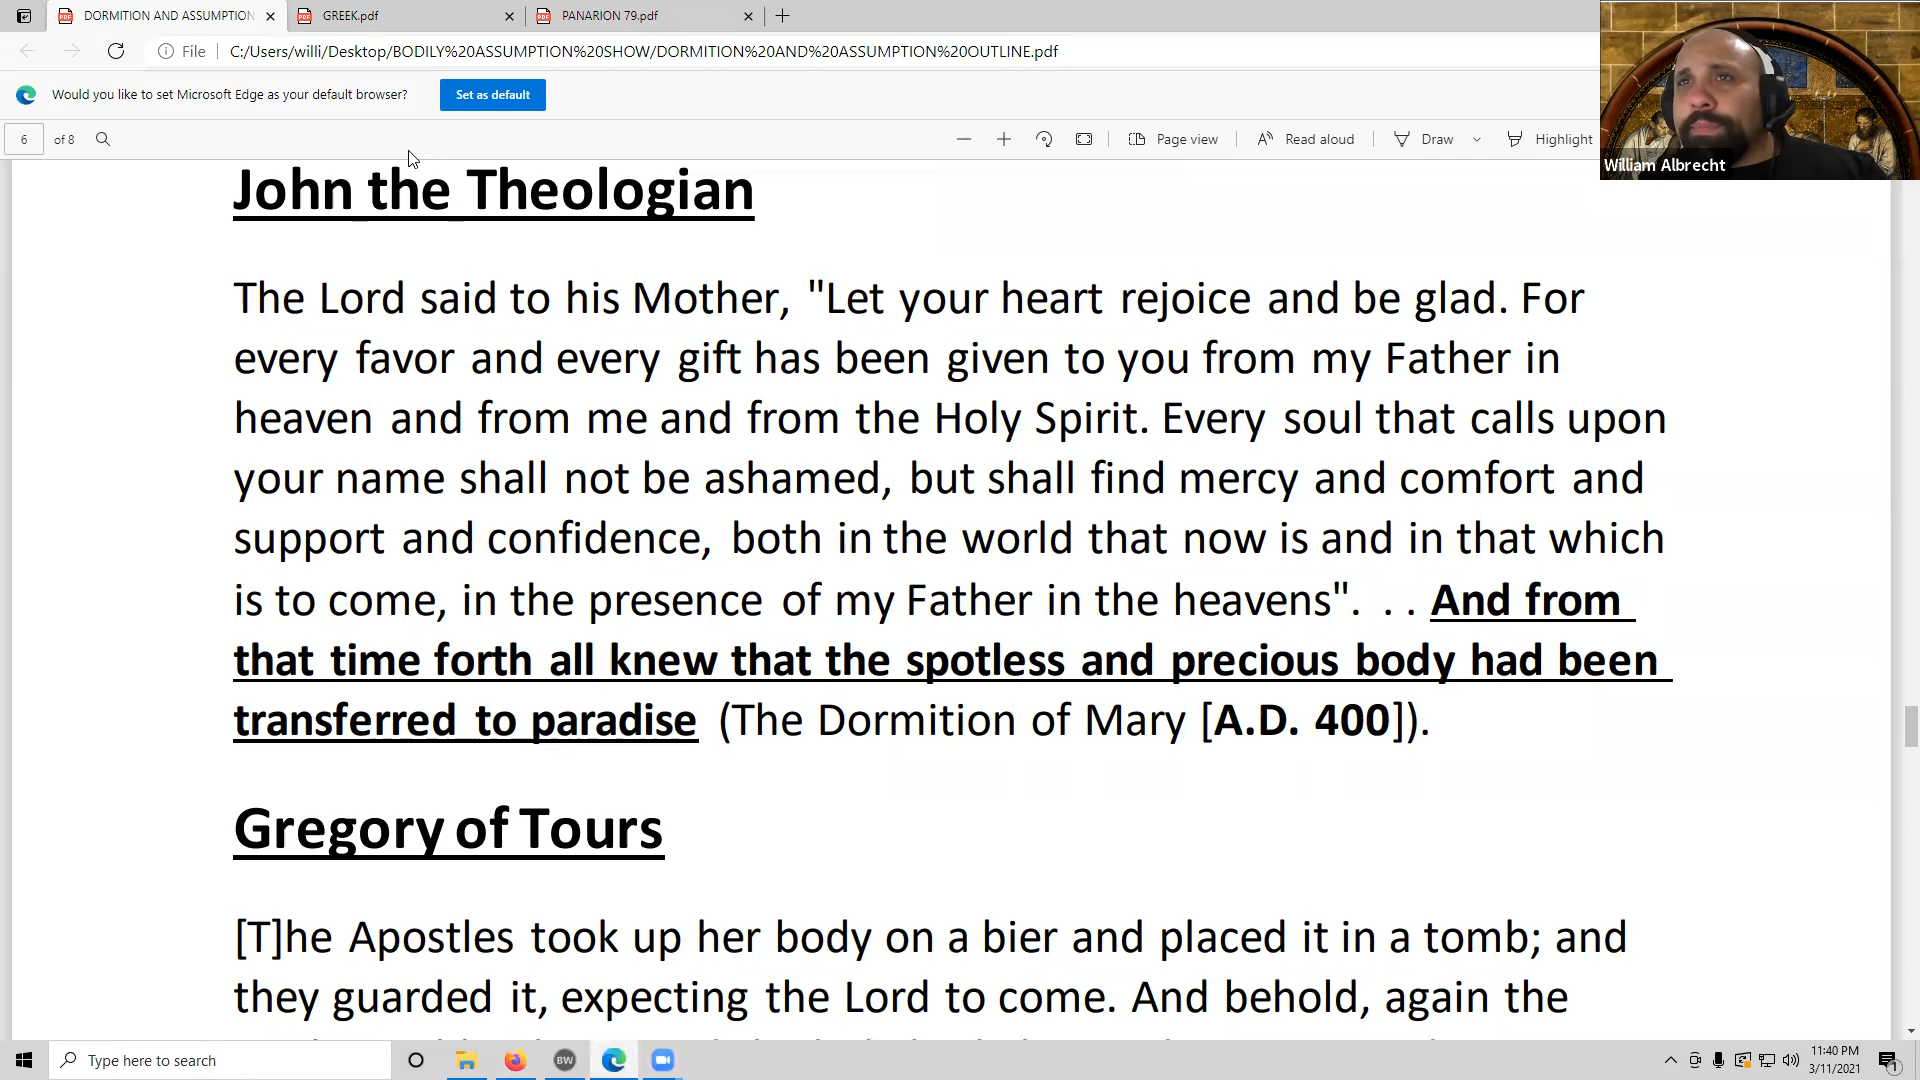 DORMITION AND ASSUMPTION
GREEK.pdf
PANARION 79.pdf
File
C:/Users/willi/Desktop/BODILY%20ASSUMPTION%20SHOW/DORMITION%20AND%20ASSUMPTION%20OUTLINE.pdf
Would you like to set Microsoft Edge as your default browser?
Set as default
6 of 8
Page view
Read aloud
Draw
Highlight
William Albrecht
John the Theologian
The Lord said to his Mother, "Let your heart rejoice and be glad. For
every favor and every gift has been given to you from my Father in
heaven and from me and from the Holy Spirit. Every soul that calls upon
your name shall not be ashamed, but shall find mercy and comfort and
support and confidence, both in the world that now is and in that which
is to come, in the presence of my Father in the heavens". . . And from
that time forth all knew that the spotless and precious body had been
transferred to paradise (The Dormition of Mary [A.D. 400]).
Gregory of Tours
[T]he Apostles took up her body on a bier and placed it in a tomb; and
they guarded it, expecting the Lord to come. And behold, again the
Type here to search
BW
11:40 PM
3/11/2021
1